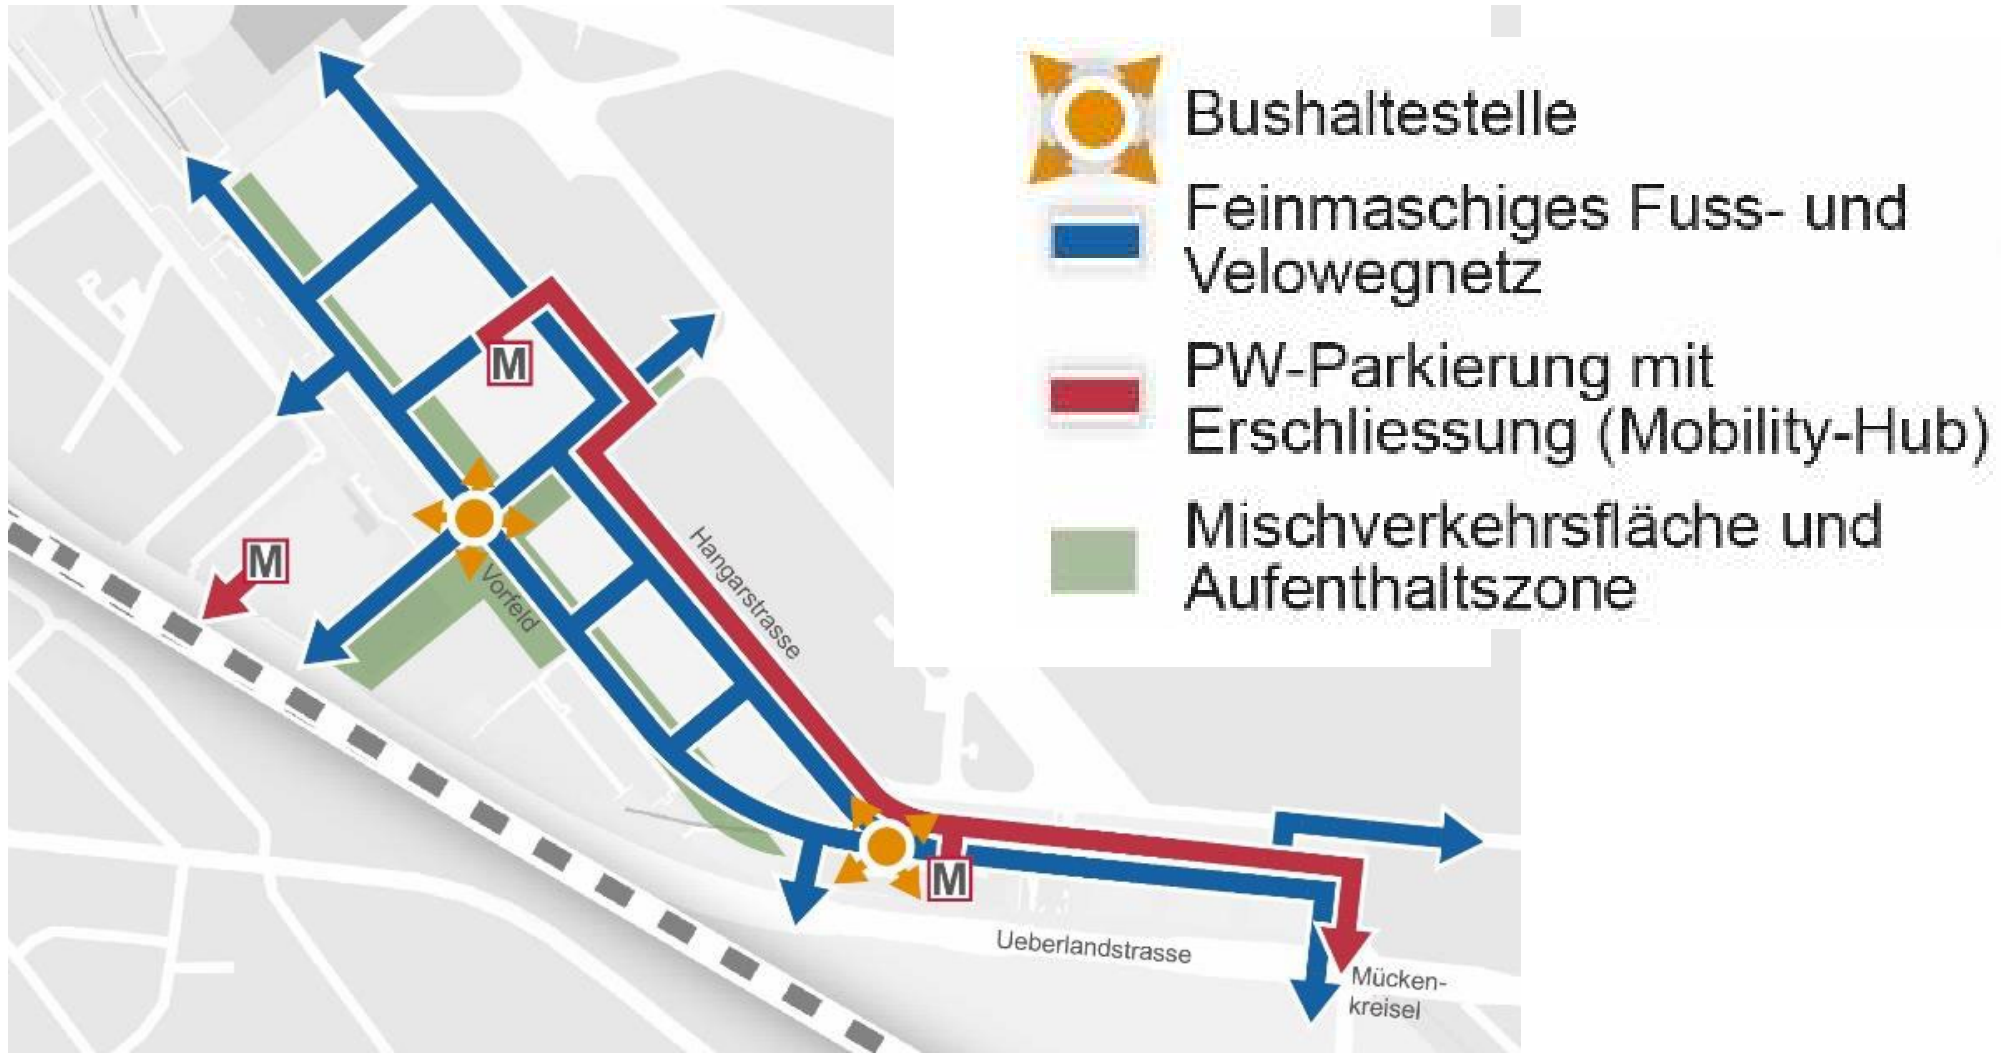 Bushaltestelle
Feinmaschiges Fuss- und
Velowegnetz
PW-Parkierung mit
Erschliessung (Mobility-Hub)
Mischverkehrsfläche und
Aufenthaltszone
M
M
Hangarstrasse
Vorfeld
M
Ueberlandstrasse
Mücken-
kreisel